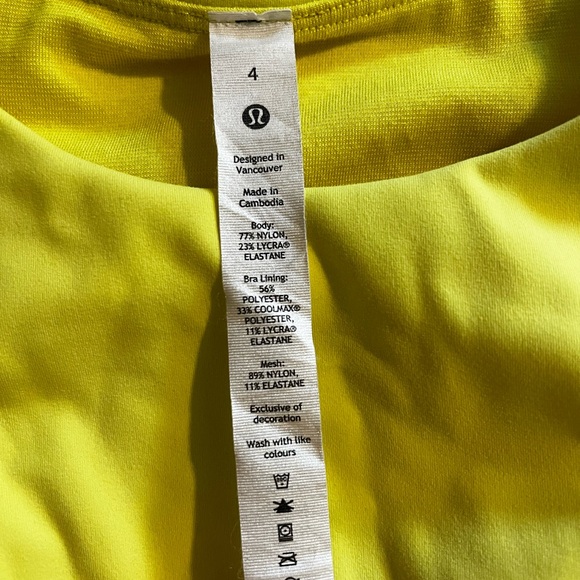 4
Designed in
Vancouver
Made in
Cambodia
Body:
77% NYLON,
23% LYCRA®
ELASTANE
Bra Lining:
56%
POLYESTER,
33% COOLMAX®
POLYESTER,
11% LYCRA®
ELASTANE
Mesh:
89% NYLON,
11% ELASTANE
Exclusive of
decoration
Wash with like
colours